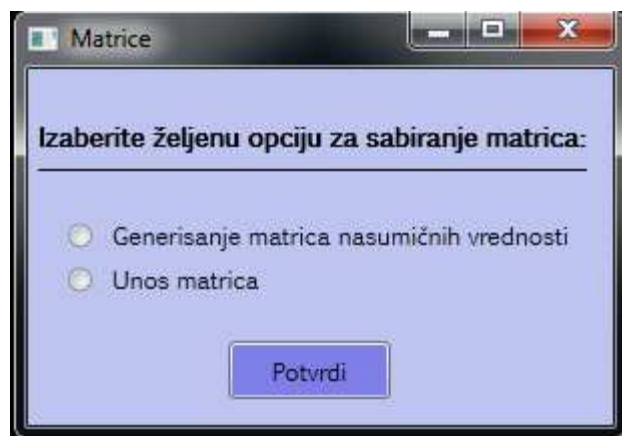 Matrice
Izaberite željenu opciju za sabiranje matrica:
Generisanje matrica nasumičnih vrednosti
Unos matrica
Potvrdi